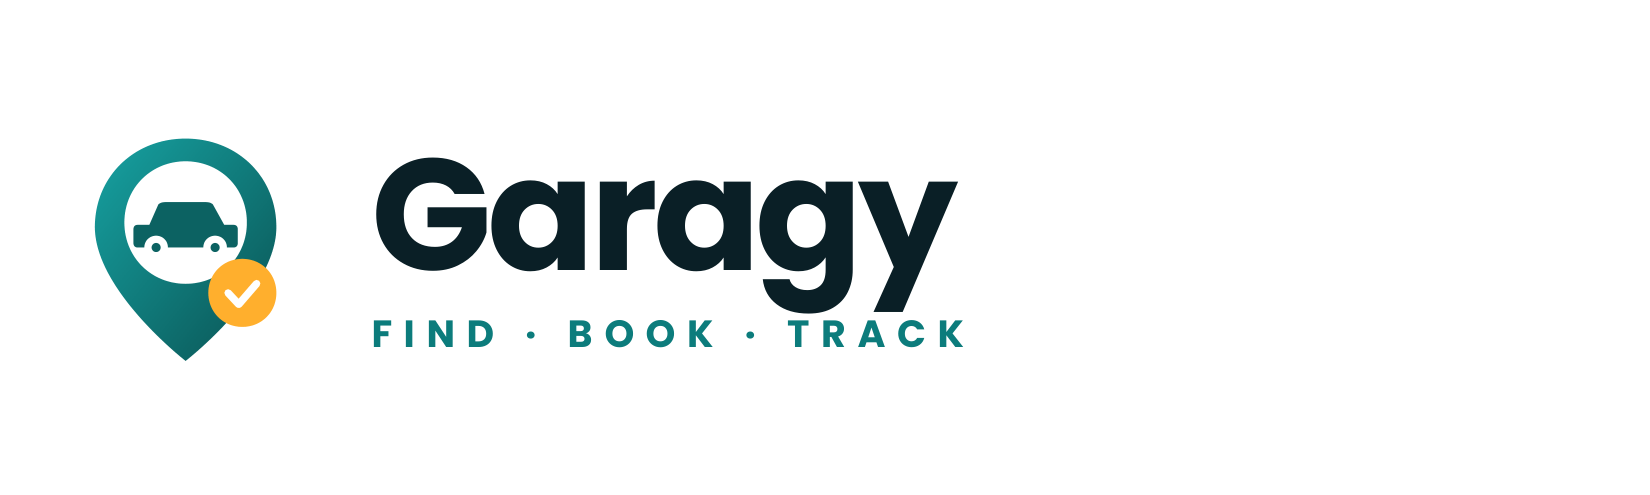 Garagy
FIND · BOOK · TRACK